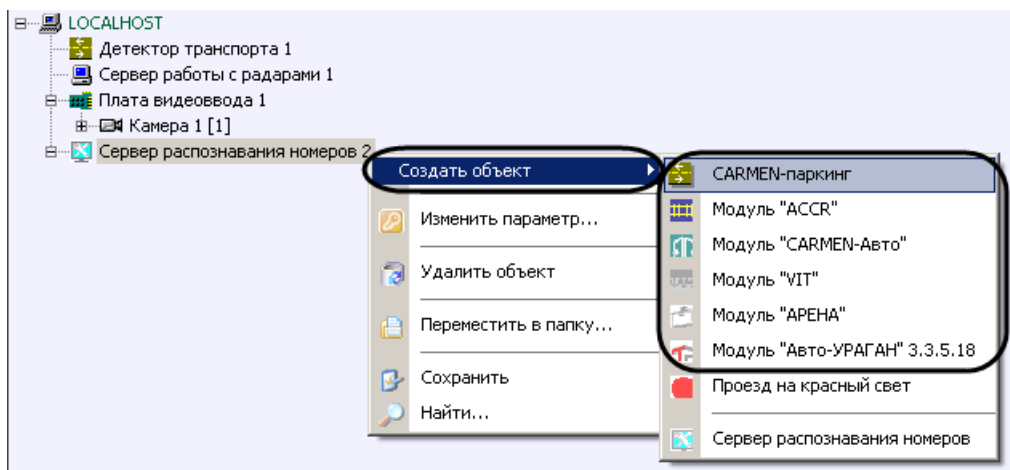 LOCALHOST
Детектор транспорта 1
Сервер работы с радарами 1
Плата видеоввода 1
Камера 1 [1]
Сервер распознавания номеров 2
Создать объект
Изменить параметр...
Удалить объект
Переместить в папку...
Сохранить
Найти...
CARMEN-паркинг
Модуль "ACCR"
Модуль "CARMEN-Авто"
Модуль "VIT"
Модуль "АРЕНА"
Модуль "Авто-УРАГАН" 3.3.5.18
Проезд на красный свет
Сервер распознавания номеров